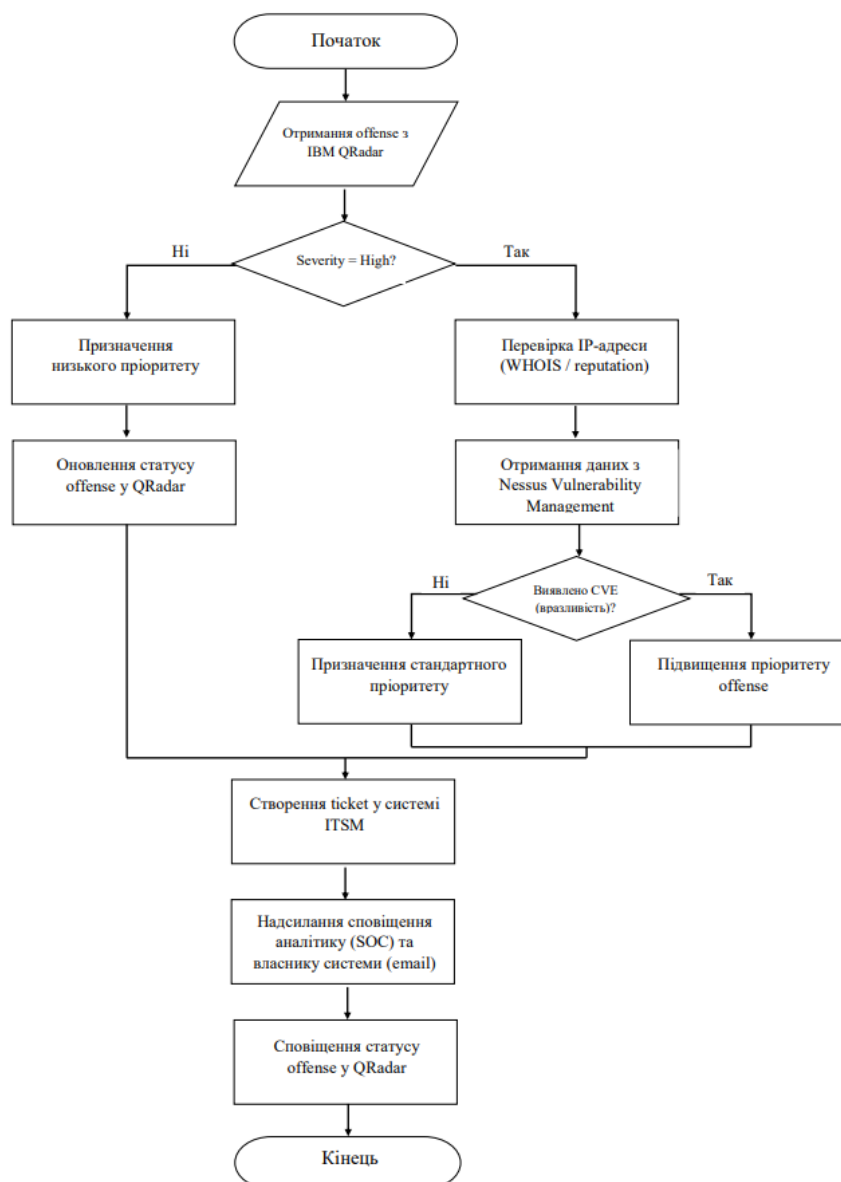 Початок
Отримання offense з
IBM QRadar
Ні
Severity = High?
Так
Призначення
низького пріоритету
Перевірка IP-адреси
(WHOIS / reputation)
Оновлення статусу
offense у QRadar
Отримання даних з
Nessus Vulnerability
Management
Ні
Виявлено CVE
(вразливість)?
Так
Призначення стандартного
пріоритету
Підвищення пріоритету
offense
Створення ticket у системі
ITSM
Надсилання сповіщення
аналітику (SOC) та
власнику системи (email)
Сповіщення статусу
offense у QRadar
Кінець